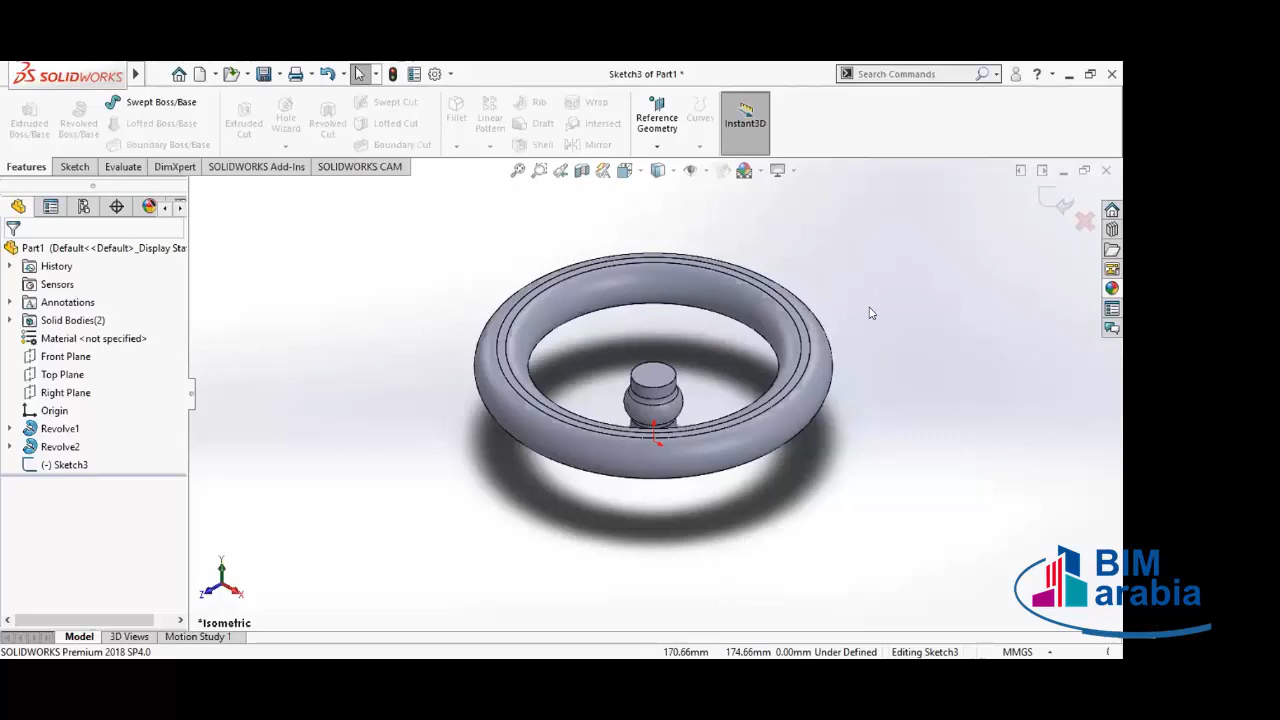 SOLIDWORKS
Sketch3 of Part1 *
Search Commands
?
Extruded Boss/Base
Revolved Boss/Base
Swept Boss/Base
Lofted Boss/Base
Boundary Boss/Base
Extruded Cut
Hole Wizard
Revolved Cut
Swept Cut
Lofted Cut
Boundary Cut
Fillet
Linear Pattern
Rib
Draft
Shell
Wrap
Intersect
Mirror
Reference Geometry
Curves
Instant3D
Features Sketch Evaluate DimXpert SOLIDWORKS Add-Ins SOLIDWORKS CAM
Part1 (Default<<Default>_Display Sta
History
Sensors
Annotations
Solid Bodies(2)
Material <not specified>
Front Plane
Top Plane
Right Plane
Origin
Revolve1
Revolve2
(-) Sketch3
Y
Z
X
*Isometric
BIM
arabia
Model 3D Views Motion Study 1
SOLIDWORKS Premium 2018 SP4.0 170.66mm 174.66mm 0.00mm Under Defined Editing Sketch3 MMGS